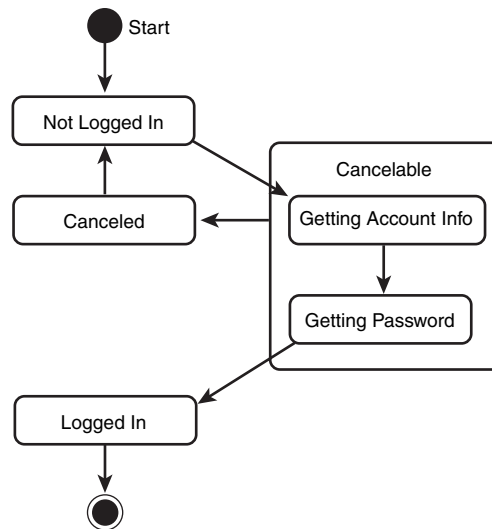 Start
Not Logged In
Cancelable
Canceled
Getting Account Info
Getting Password
Logged In